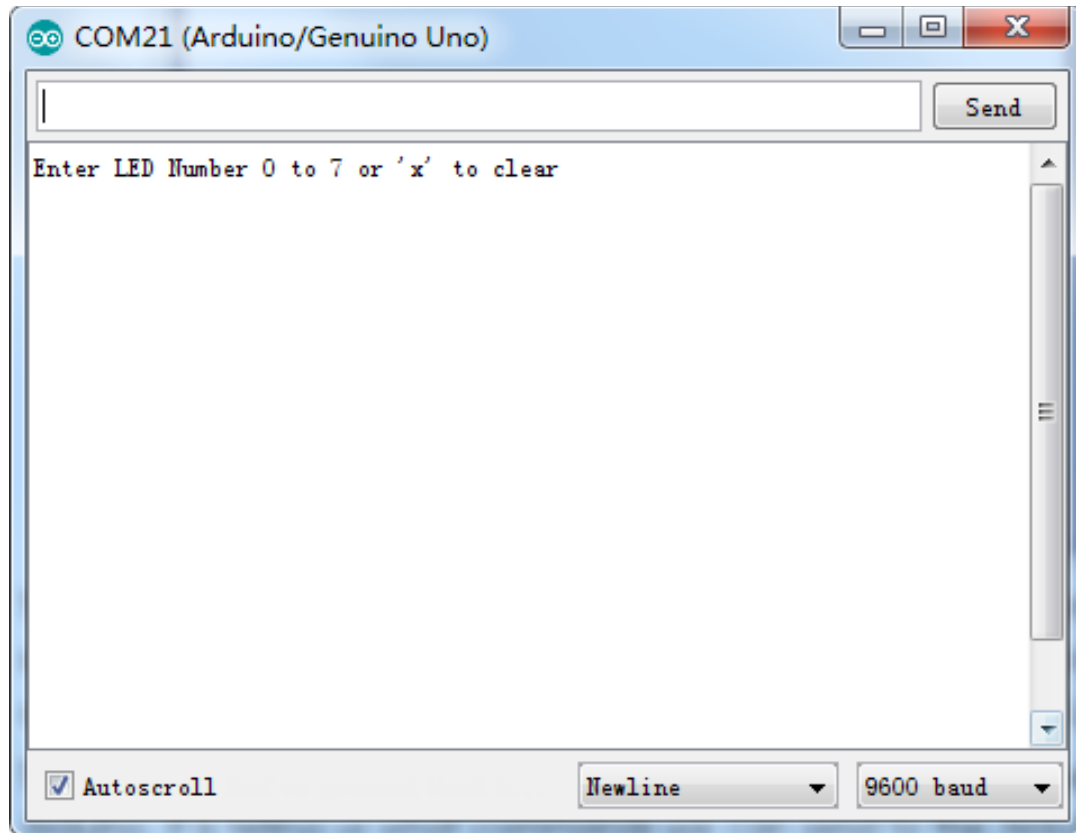 COM21 (Arduino/Genuino Uno)
Send
Enter LED Number 0 to 7 or 'x' to clear
Autoscroll
Newline
9600 baud